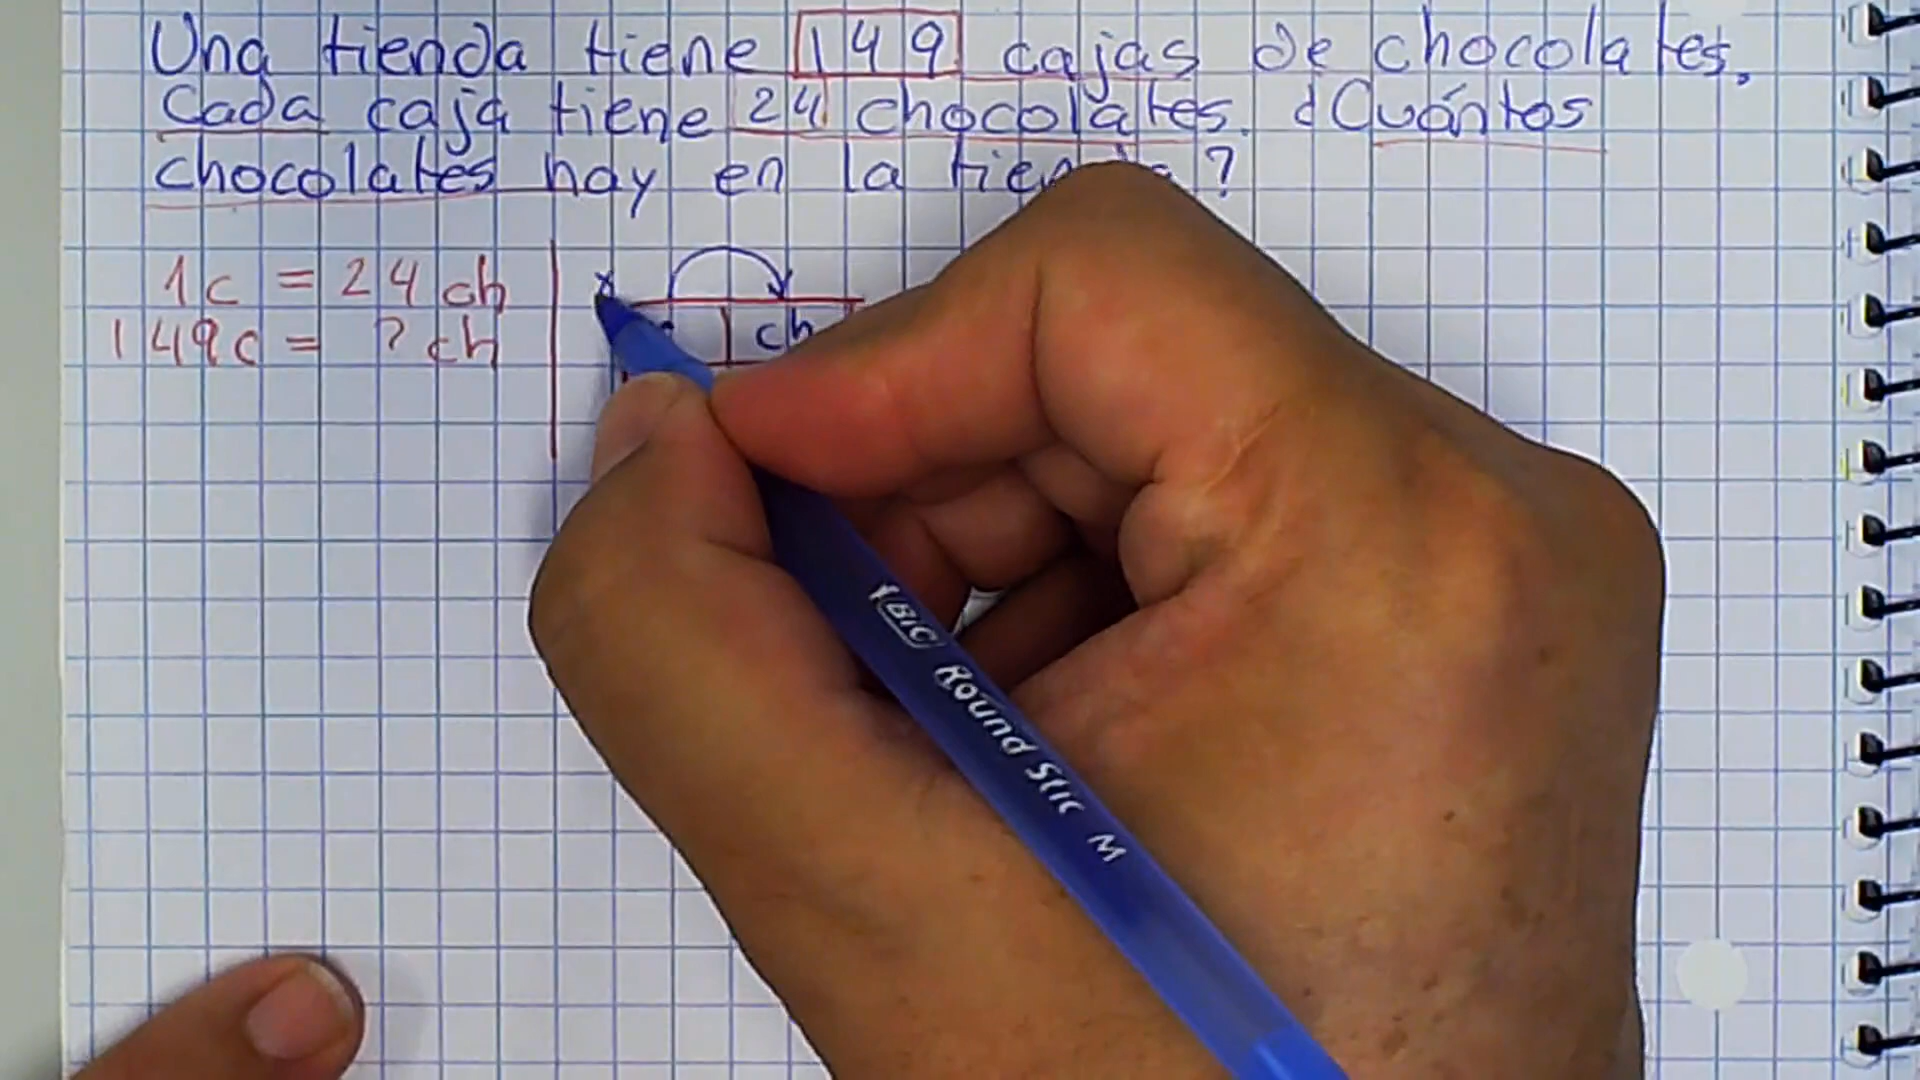 Una tienda tiene 149 cajas de chocolates.
Cada caja tiene 24 chocolates. ¿Cuántos
chocolates hay en la tienda?
1c = 24 ch
149c = ? ch
x
ch
BIC Round Stic M